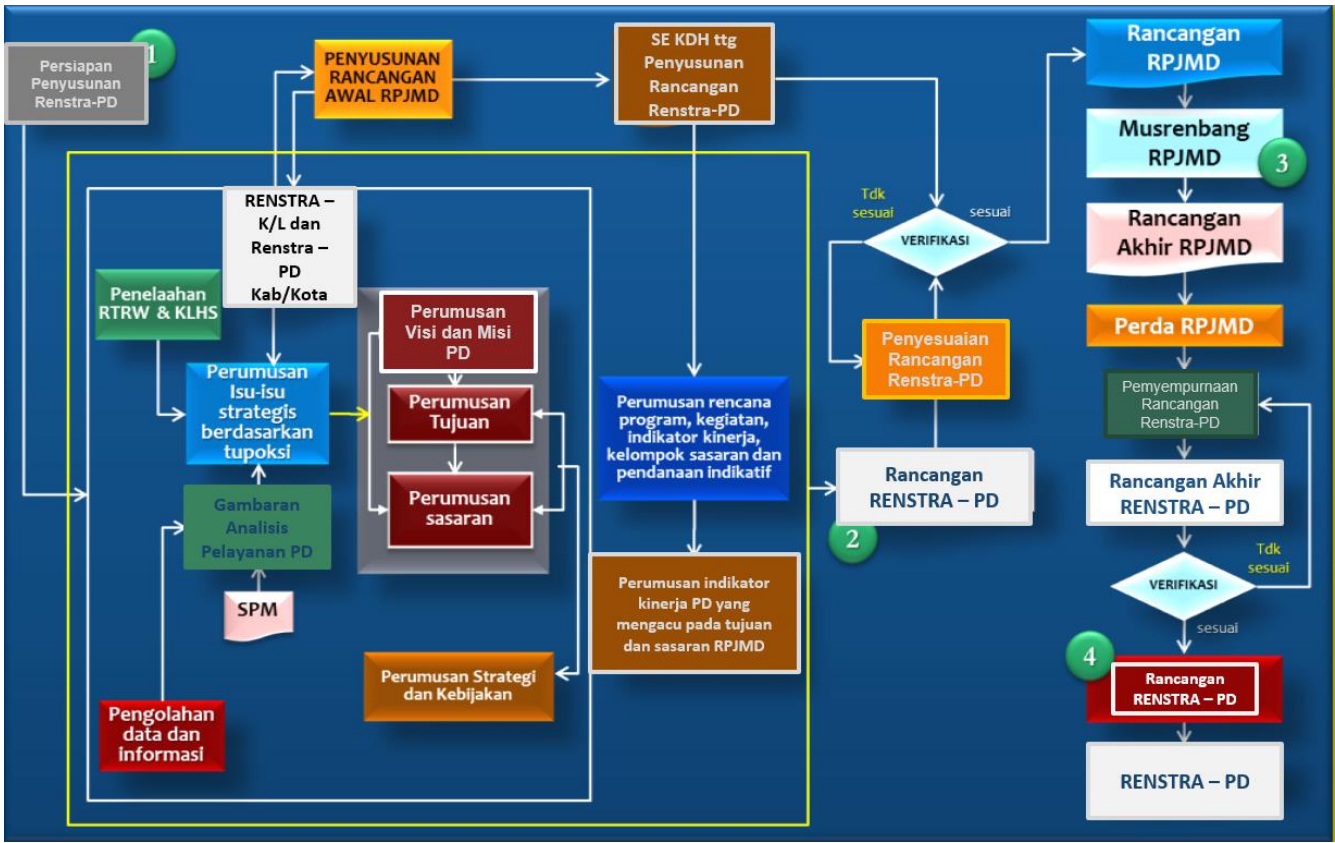 1
Persiapan
Penyusunan
Renstra-PD
PENYUSUNAN
RANCANGAN
AWAL RPJMD
SE KDH ttg
Penyusunan
Rancangan
Renstra-PD
Rancangan
RPJMD
Musrenbang
RPJMD
3
Rancangan
Akhir RPJMD
Perda RPJMD
Pemyempurnaan
Rancangan
Renstra-PD
Rancangan Akhir
RENSTRA – PD
VERIFIKASI
Tdk
sesuai
sesuai
4
Rancangan
RENSTRA – PD
RENSTRA – PD
RENSTRA –
K/L dan
Renstra –
PD
Kab/Kota
Penelaahan
RTRW & KLHS
Perumusan
Isu-isu
strategis
berdasarkan
tupoksi
Gambaran
Analisis
Pelayanan PD
SPM
Pengolahan
data dan
informasi
Perumusan
Visi dan Misi
PD
Perumusan
Tujuan
Perumusan
sasaran
Perumusan Strategi
dan Kebijakan
Perumusan rencana
program, kegiatan,
indikator kinerja,
kelompok sasaran dan
pendanaan indikatif
Perumusan indikator
kinerja PD yang
mengacu pada tujuan
dan sasaran RPJMD
Tdk
sesuai
sesuai
VERIFIKASI
Penyesuaian
Rancangan
Renstra-PD
Rancangan
RENSTRA – PD
2